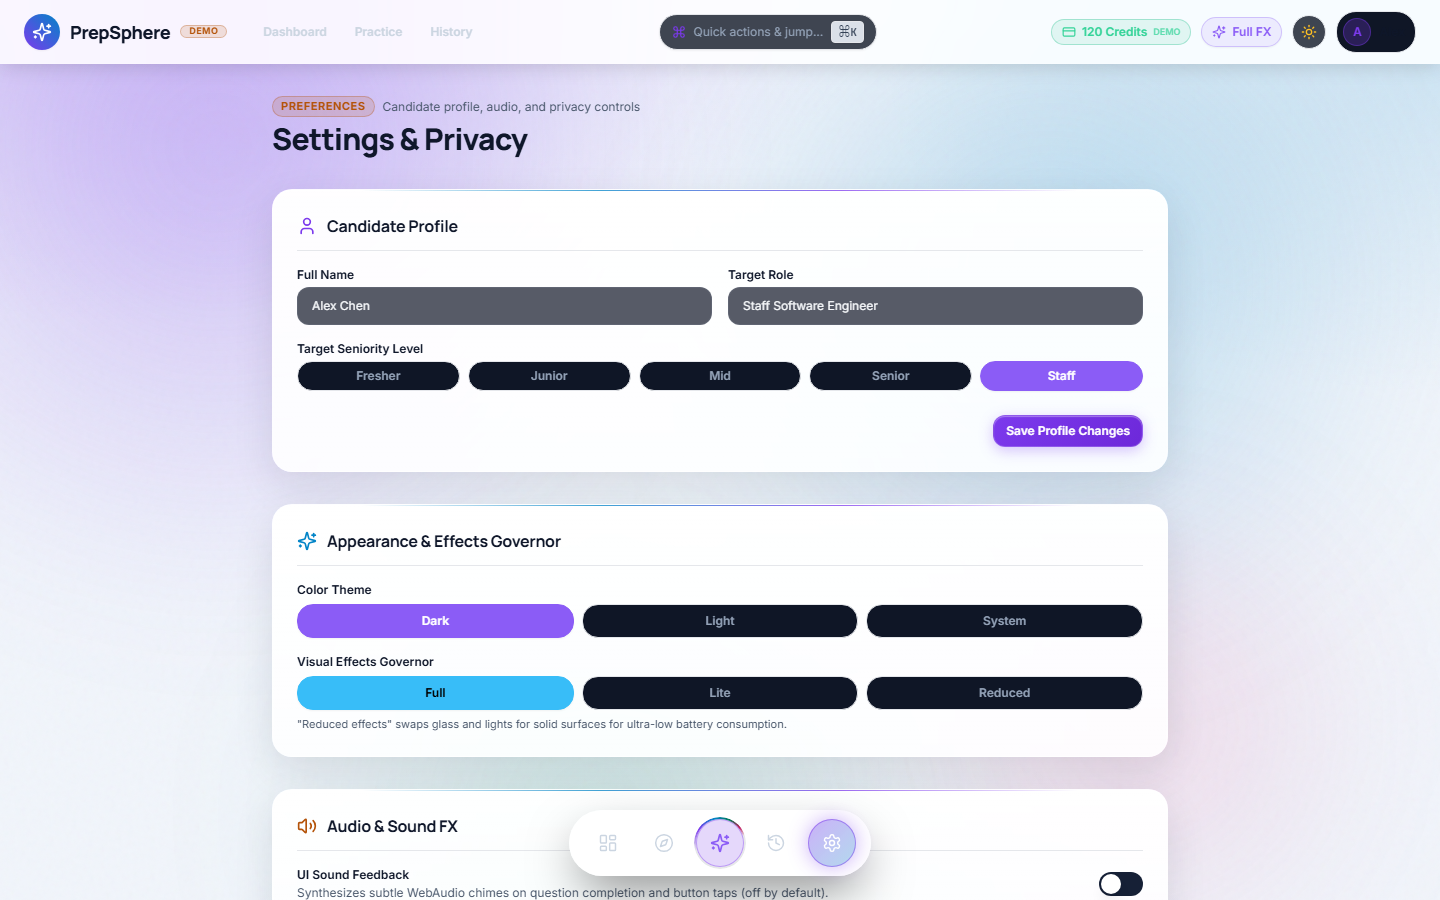 PrepSphere DEMO Dashboard Practice History Quick actions & jump... ⌘K 120 Credits DEMO Full FX A
PREFERENCES Candidate profile, audio, and privacy controls
Settings & Privacy
Candidate Profile
Full Name Target Role
Alex Chen Staff Software Engineer
Target Seniority Level
Fresher Junior Mid Senior Staff
Save Profile Changes
Appearance & Effects Governor
Color Theme
Dark Light System
Visual Effects Governor
Full Lite Reduced
"Reduced effects" swaps glass and lights for solid surfaces for ultra-low battery consumption.
Audio & Sound FX
UI Sound Feedback
Synthesizes subtle WebAudio chimes on question completion and button taps (off by default).